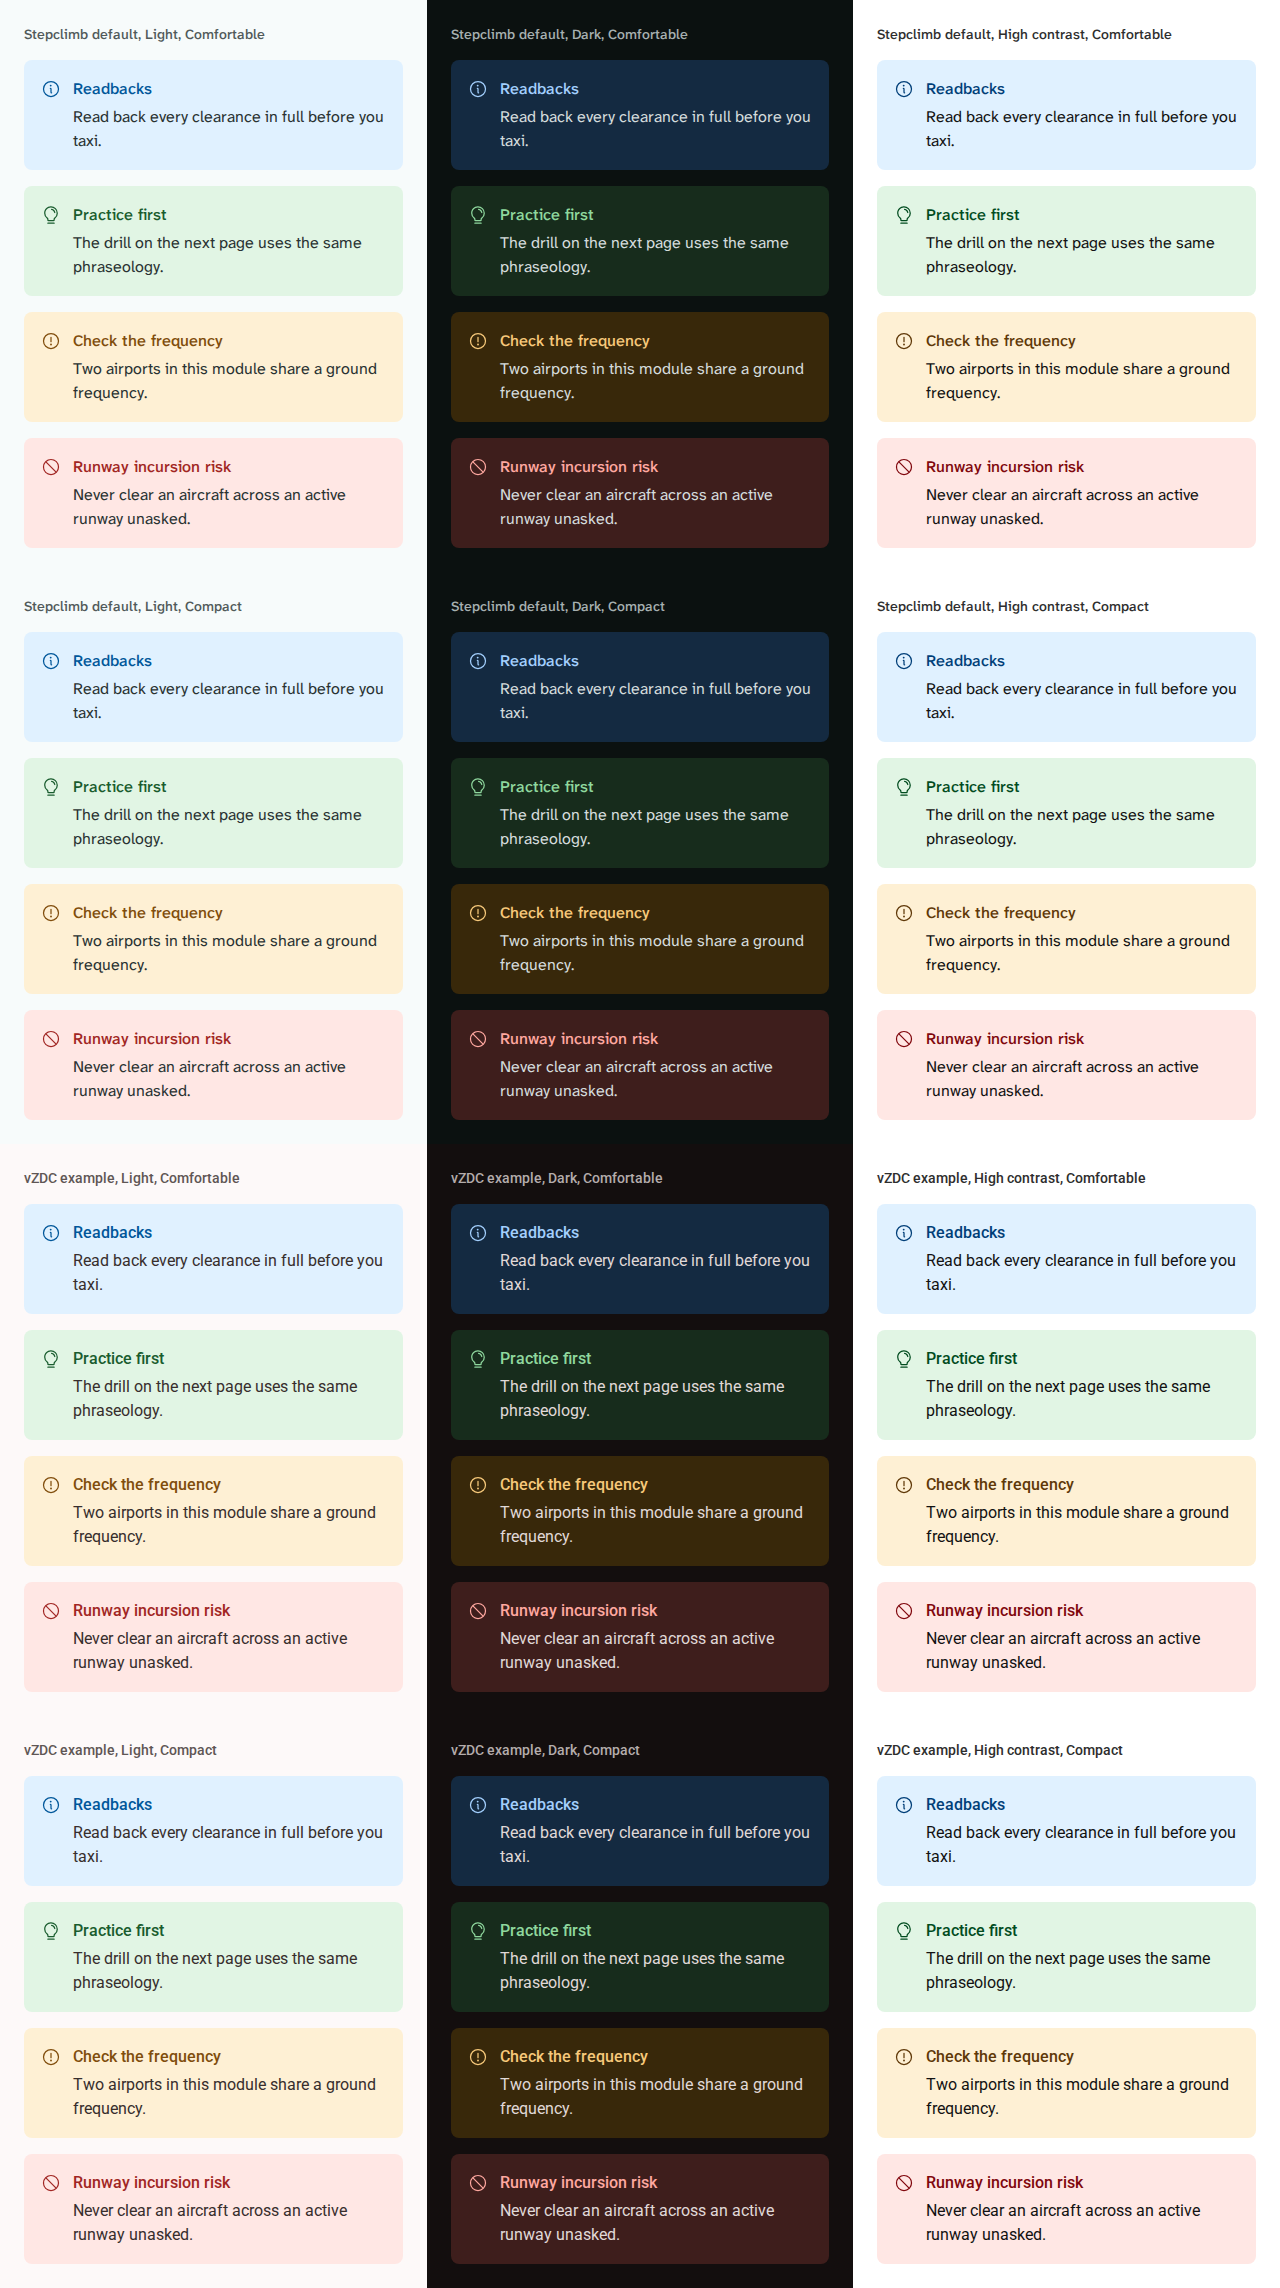 Stepclimb default, Light, Comfortable
Readbacks
Read back every clearance in full before you
taxi.
Practice first
The drill on the next page uses the same
phraseology.
Check the frequency
Two airports in this module share a ground
frequency.
Runway incursion risk
Never clear an aircraft across an active
runway unasked.
Stepclimb default, Dark, Comfortable
Readbacks
Read back every clearance in full before you
taxi.
Practice first
The drill on the next page uses the same
phraseology.
Check the frequency
Two airports in this module share a ground
frequency.
Runway incursion risk
Never clear an aircraft across an active
runway unasked.
Stepclimb default, High contrast, Comfortable
Readbacks
Read back every clearance in full before you
taxi.
Practice first
The drill on the next page uses the same
phraseology.
Check the frequency
Two airports in this module share a ground
frequency.
Runway incursion risk
Never clear an aircraft across an active
runway unasked.
Stepclimb default, Light, Compact
Readbacks
Read back every clearance in full before you
taxi.
Practice first
The drill on the next page uses the same
phraseology.
Check the frequency
Two airports in this module share a ground
frequency.
Runway incursion risk
Never clear an aircraft across an active
runway unasked.
Stepclimb default, Dark, Compact
Readbacks
Read back every clearance in full before you
taxi.
Practice first
The drill on the next page uses the same
phraseology.
Check the frequency
Two airports in this module share a ground
frequency.
Runway incursion risk
Never clear an aircraft across an active
runway unasked.
Stepclimb default, High contrast, Compact
Readbacks
Read back every clearance in full before you
taxi.
Practice first
The drill on the next page uses the same
phraseology.
Check the frequency
Two airports in this module share a ground
frequency.
Runway incursion risk
Never clear an aircraft across an active
runway unasked.
vZDC example, Light, Comfortable
Readbacks
Read back every clearance in full before you
taxi.
Practice first
The drill on the next page uses the same
phraseology.
Check the frequency
Two airports in this module share a ground
frequency.
Runway incursion risk
Never clear an aircraft across an active
runway unasked.
vZDC example, Dark, Comfortable
Readbacks
Read back every clearance in full before you
taxi.
Practice first
The drill on the next page uses the same
phraseology.
Check the frequency
Two airports in this module share a ground
frequency.
Runway incursion risk
Never clear an aircraft across an active
runway unasked.
vZDC example, High contrast, Comfortable
Readbacks
Read back every clearance in full before you
taxi.
Practice first
The drill on the next page uses the same
phraseology.
Check the frequency
Two airports in this module share a ground
frequency.
Runway incursion risk
Never clear an aircraft across an active
runway unasked.
vZDC example, Light, Compact
Readbacks
Read back every clearance in full before you
taxi.
Practice first
The drill on the next page uses the same
phraseology.
Check the frequency
Two airports in this module share a ground
frequency.
Runway incursion risk
Never clear an aircraft across an active
runway unasked.
vZDC example, Dark, Compact
Readbacks
Read back every clearance in full before you
taxi.
Practice first
The drill on the next page uses the same
phraseology.
Check the frequency
Two airports in this module share a ground
frequency.
Runway incursion risk
Never clear an aircraft across an active
runway unasked.
vZDC example, High contrast, Compact
Readbacks
Read back every clearance in full before you
taxi.
Practice first
The drill on the next page uses the same
phraseology.
Check the frequency
Two airports in this module share a ground
frequency.
Runway incursion risk
Never clear an aircraft across an active
runway unasked.